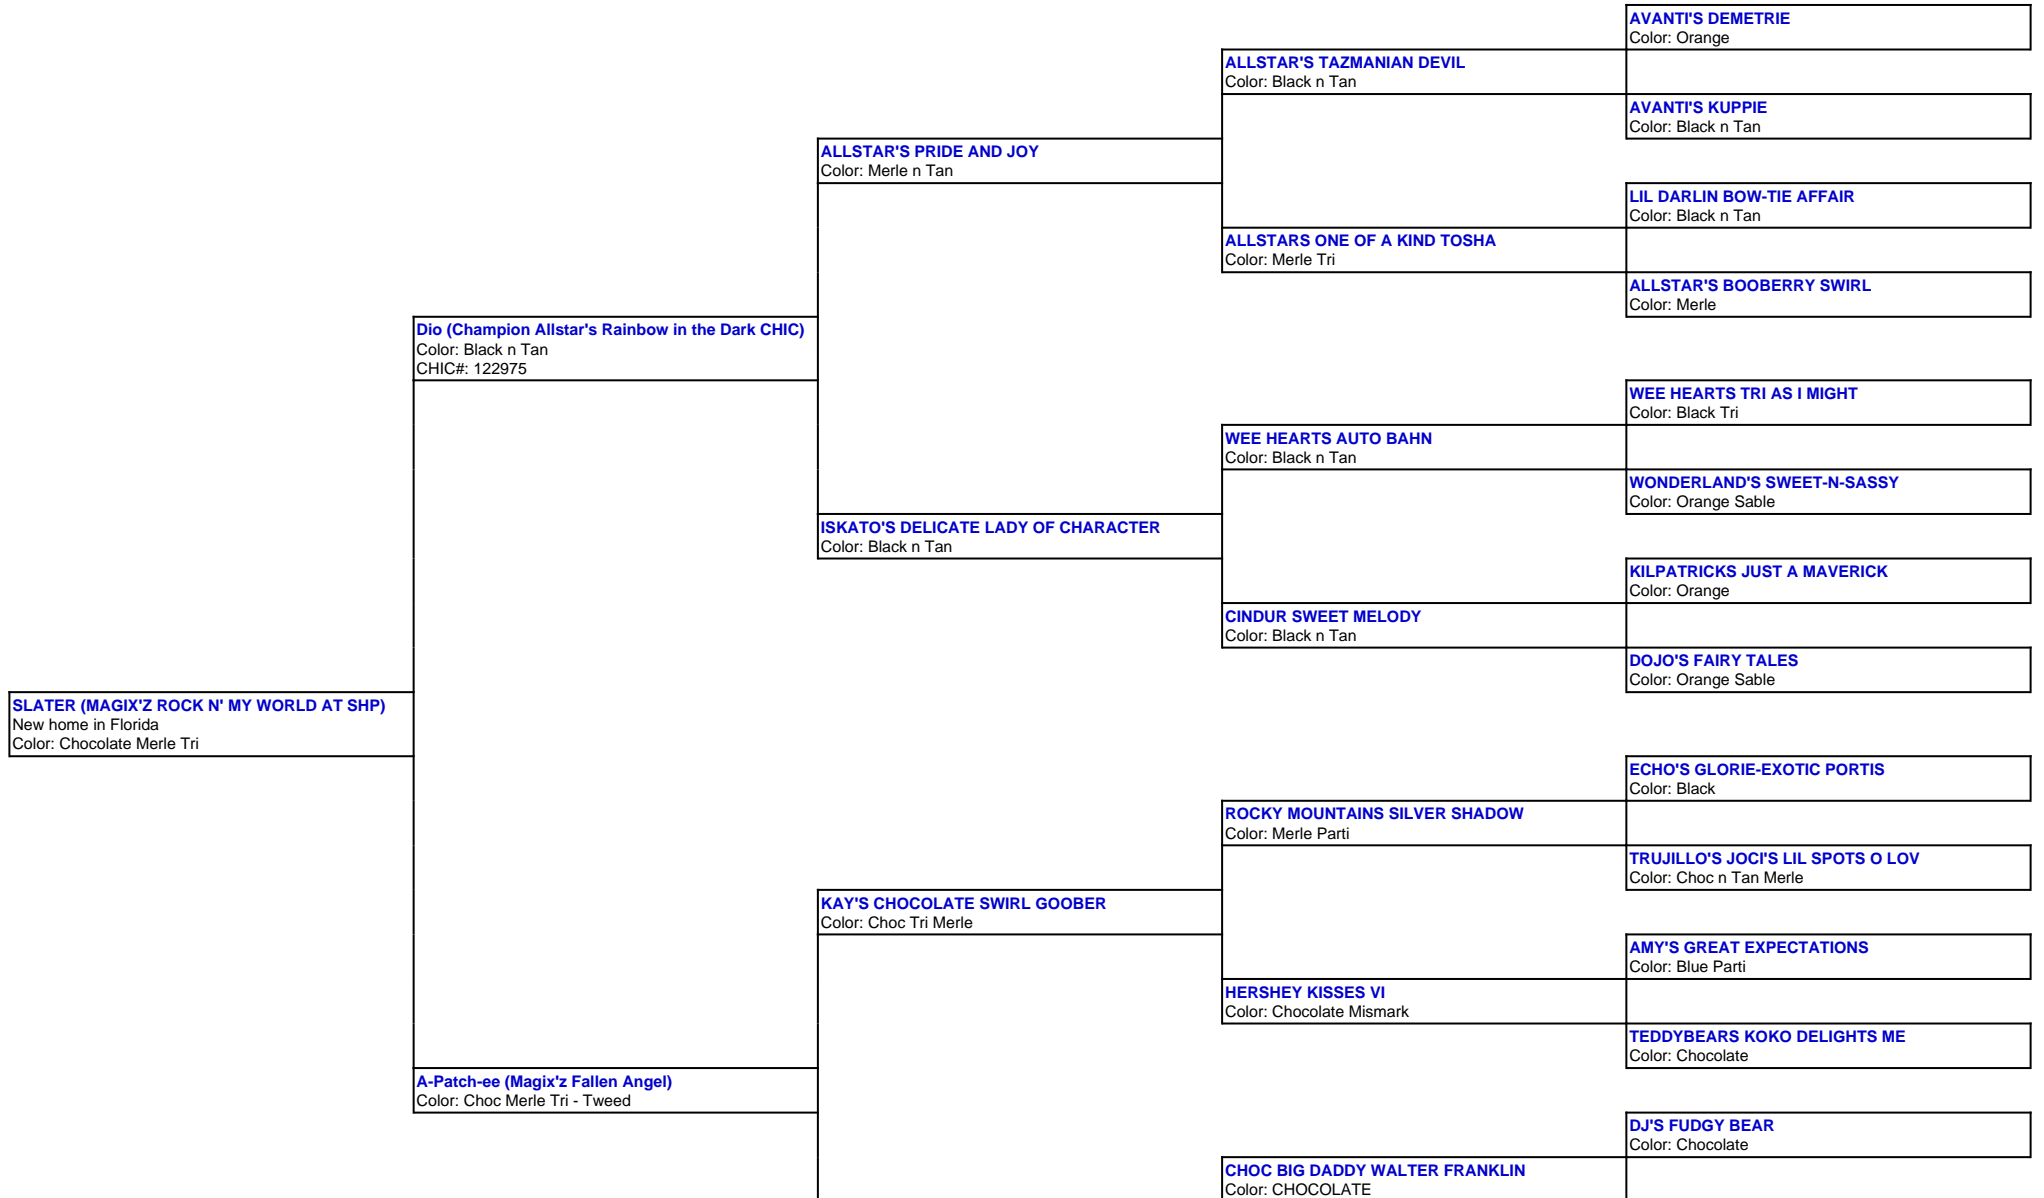 AVANTI'S DEMETRIE
Color: Orange
ALLSTAR'S TAZMANIAN DEVIL
Color: Black n Tan
AVANTI'S KUPPIE
Color: Black n Tan
ALLSTAR'S PRIDE AND JOY
Color: Merle n Tan
LIL DARLIN BOW-TIE AFFAIR
Color: Black n Tan
ALLSTARS ONE OF A KIND TOSHA
Color: Merle Tri
ALLSTAR'S BOOBERRY SWIRL
Color: Merle
Dio (Champion Allstar's Rainbow in the Dark CHIC)
Color: Black n Tan
CHIC#: 122975
WEE HEARTS TRI AS I MIGHT
Color: Black Tri
WEE HEARTS AUTO BAHN
Color: Black n Tan
WONDERLAND'S SWEET-N-SASSY
Color: Orange Sable
ISKATO'S DELICATE LADY OF CHARACTER
Color: Black n Tan
KILPATRICKS JUST A MAVERICK
Color: Orange
CINDUR SWEET MELODY
Color: Black n Tan
DOJO'S FAIRY TALES
Color: Orange Sable
SLATER (MAGIX'Z ROCK N' MY WORLD AT SHP)
New home in Florida
Color: Chocolate Merle Tri
ECHO'S GLORIE-EXOTIC PORTIS
Color: Black
ROCKY MOUNTAINS SILVER SHADOW
Color: Merle Parti
TRUJILLO'S JOCI'S LIL SPOTS O LOV
Color: Choc n Tan Merle
KAY'S CHOCOLATE SWIRL GOOBER
Color: Choc Tri Merle
AMY'S GREAT EXPECTATIONS
Color: Blue Parti
HERSHEY KISSES VI
Color: Chocolate Mismark
TEDDYBEARS KOKO DELIGHTS ME
Color: Chocolate
A-Patch-ee (Magix'z Fallen Angel)
Color: Choc Merle Tri - Tweed
DJ'S FUDGY BEAR
Color: Chocolate
CHOC BIG DADDY WALTER FRANKLIN
Color: CHOCOLATE